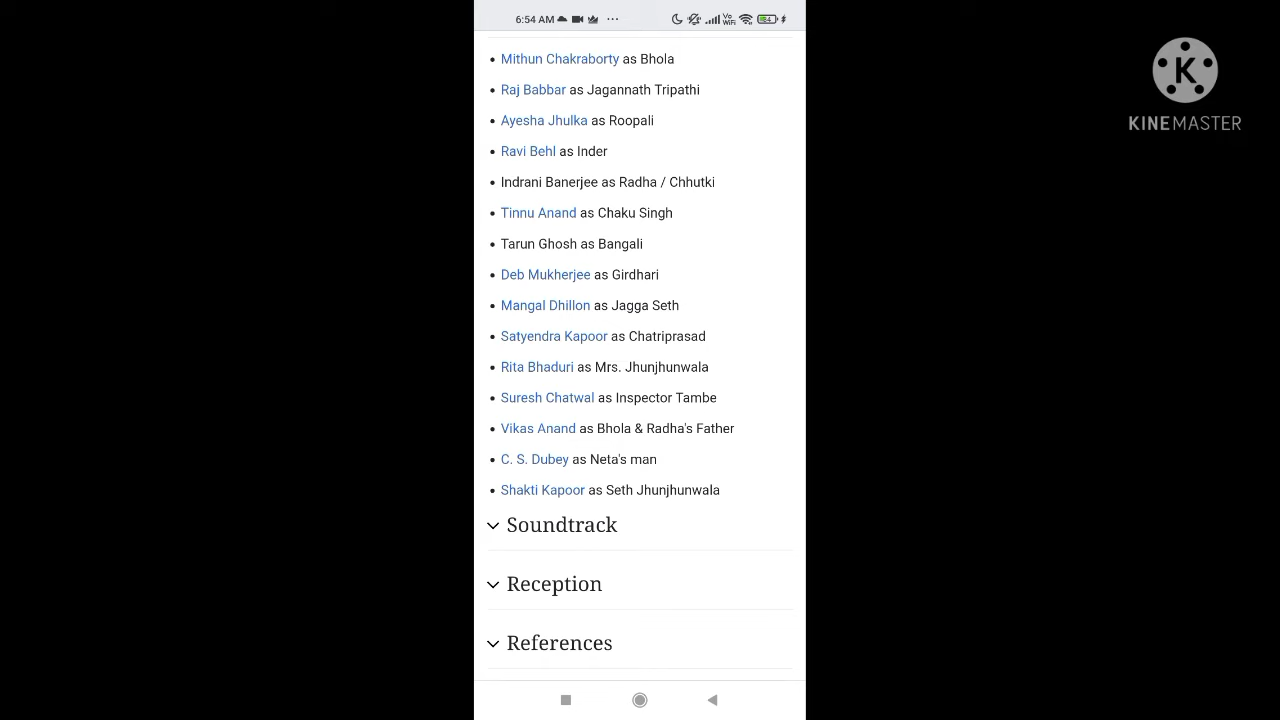 6:54 AM
Vo
WiFi
Mithun Chakraborty as Bhola
Raj Babbar as Jagannath Tripathi
Ayesha Jhulka as Roopali
Ravi Behl as Inder
Indrani Banerjee as Radha / Chhutki
Tinnu Anand as Chaku Singh
Tarun Ghosh as Bangali
Deb Mukherjee as Girdhari
Mangal Dhillon as Jagga Seth
Satyendra Kapoor as Chatriprasad
Rita Bhaduri as Mrs. Jhunjhunwala
Suresh Chatwal as Inspector Tambe
Vikas Anand as Bhola & Radha's Father
C. S. Dubey as Neta's man
Shakti Kapoor as Seth Jhunjhunwala
Soundtrack
Reception
References
K
KINEMASTER